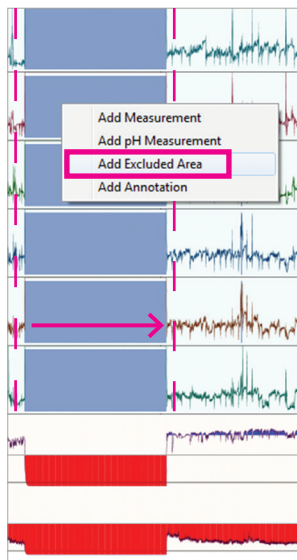 Add Measurement
Add pH Measurement
Add Excluded Area
Add Annotation